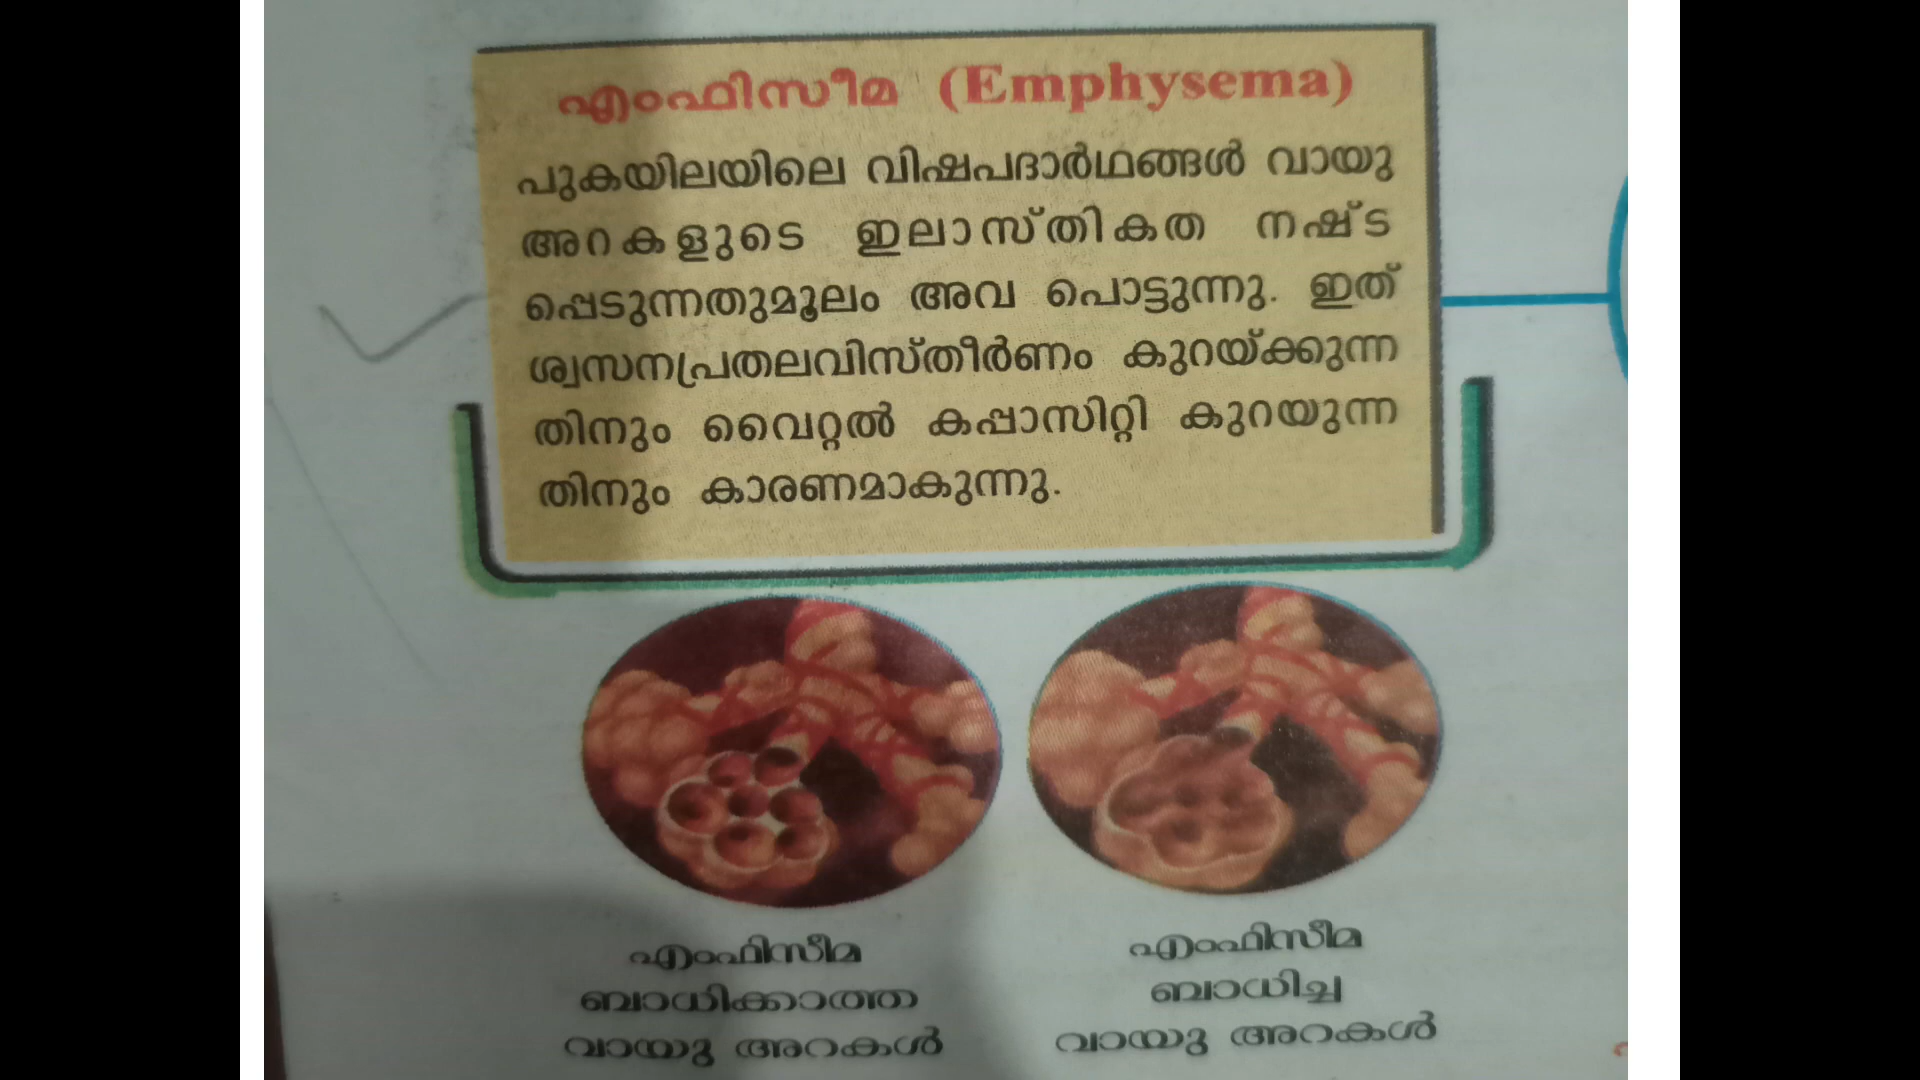 എംഫിസീമ (Emphysema)
പുകയിലയിലെ വിഷപദാർഥങ്ങൾ വായു
അറകളുടെ ഇലാസ്തികത നഷ്ട
പ്പെടുന്നതുമൂലം അവ പൊട്ടുന്നു. ഇത്
ശ്വസനപ്രതലവിസ്തീർണം കുറയ്ക്കുന്ന
തിനും വൈറ്റൽ കപ്പാസിറ്റി കുറയുന്ന
തിനും കാരണമാകുന്നു.
എംഫിസീമ
ബാധിക്കാത്ത
വായു അറകൾ
എംഫിസീമ
ബാധിച്ച
വായു അറകൾ